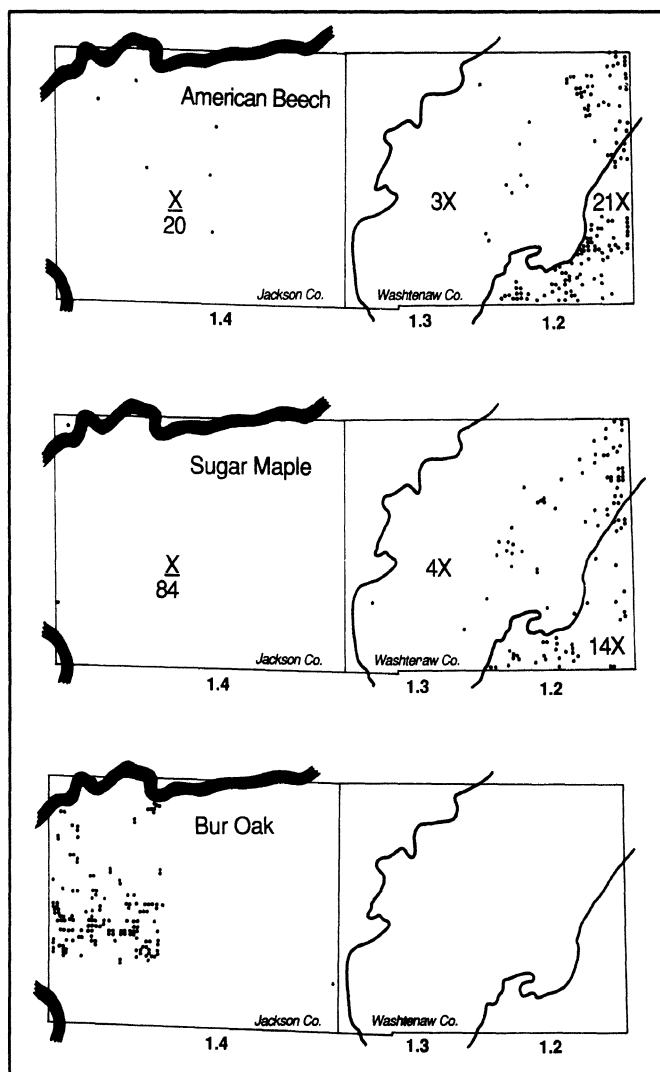 American Beech
X
20
3X
21X
Jackson Co.
Washtenaw Co.
1.4
1.3
1.2
Sugar Maple
X
84
4X
14X
Jackson Co.
Washtenaw Co.
1.4
1.3
1.2
Bur Oak
Jackson Co.
Washtenaw Co.
1.4
1.3
1.2